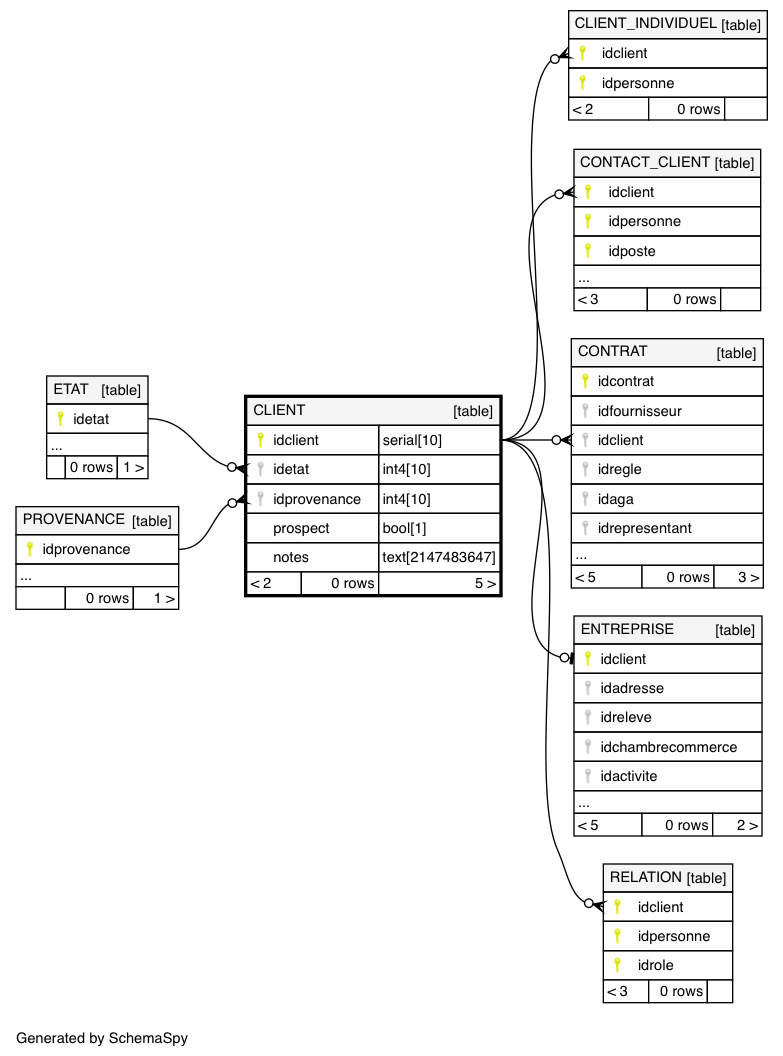 CLIENT_INDIVIDUEL [table]
idclient
idpersonne
< 2 0 rows
CONTACT_CLIENT [table]
idclient
idpersonne
idposte
...
< 3 0 rows
CONTRAT [table]
idcontrat
idfournisseur
idclient
idregle
idaga
idrepresentant
...
< 5 0 rows 3 >
ETAT [table]
idetat
...
0 rows 1 >
CLIENT [table]
idclient serial[10]
idetat int4[10]
idprovenance int4[10]
prospect bool[1]
notes text[2147483647]
< 2 0 rows 5 >
PROVENANCE [table]
idprovenance
...
0 rows 1 >
ENTREPRISE [table]
idclient
idadresse
idreleve
idchambrecommerce
idactivite
...
< 5 0 rows 2 >
RELATION [table]
idclient
idpersonne
idrole
< 3 0 rows
Generated by SchemaSpy